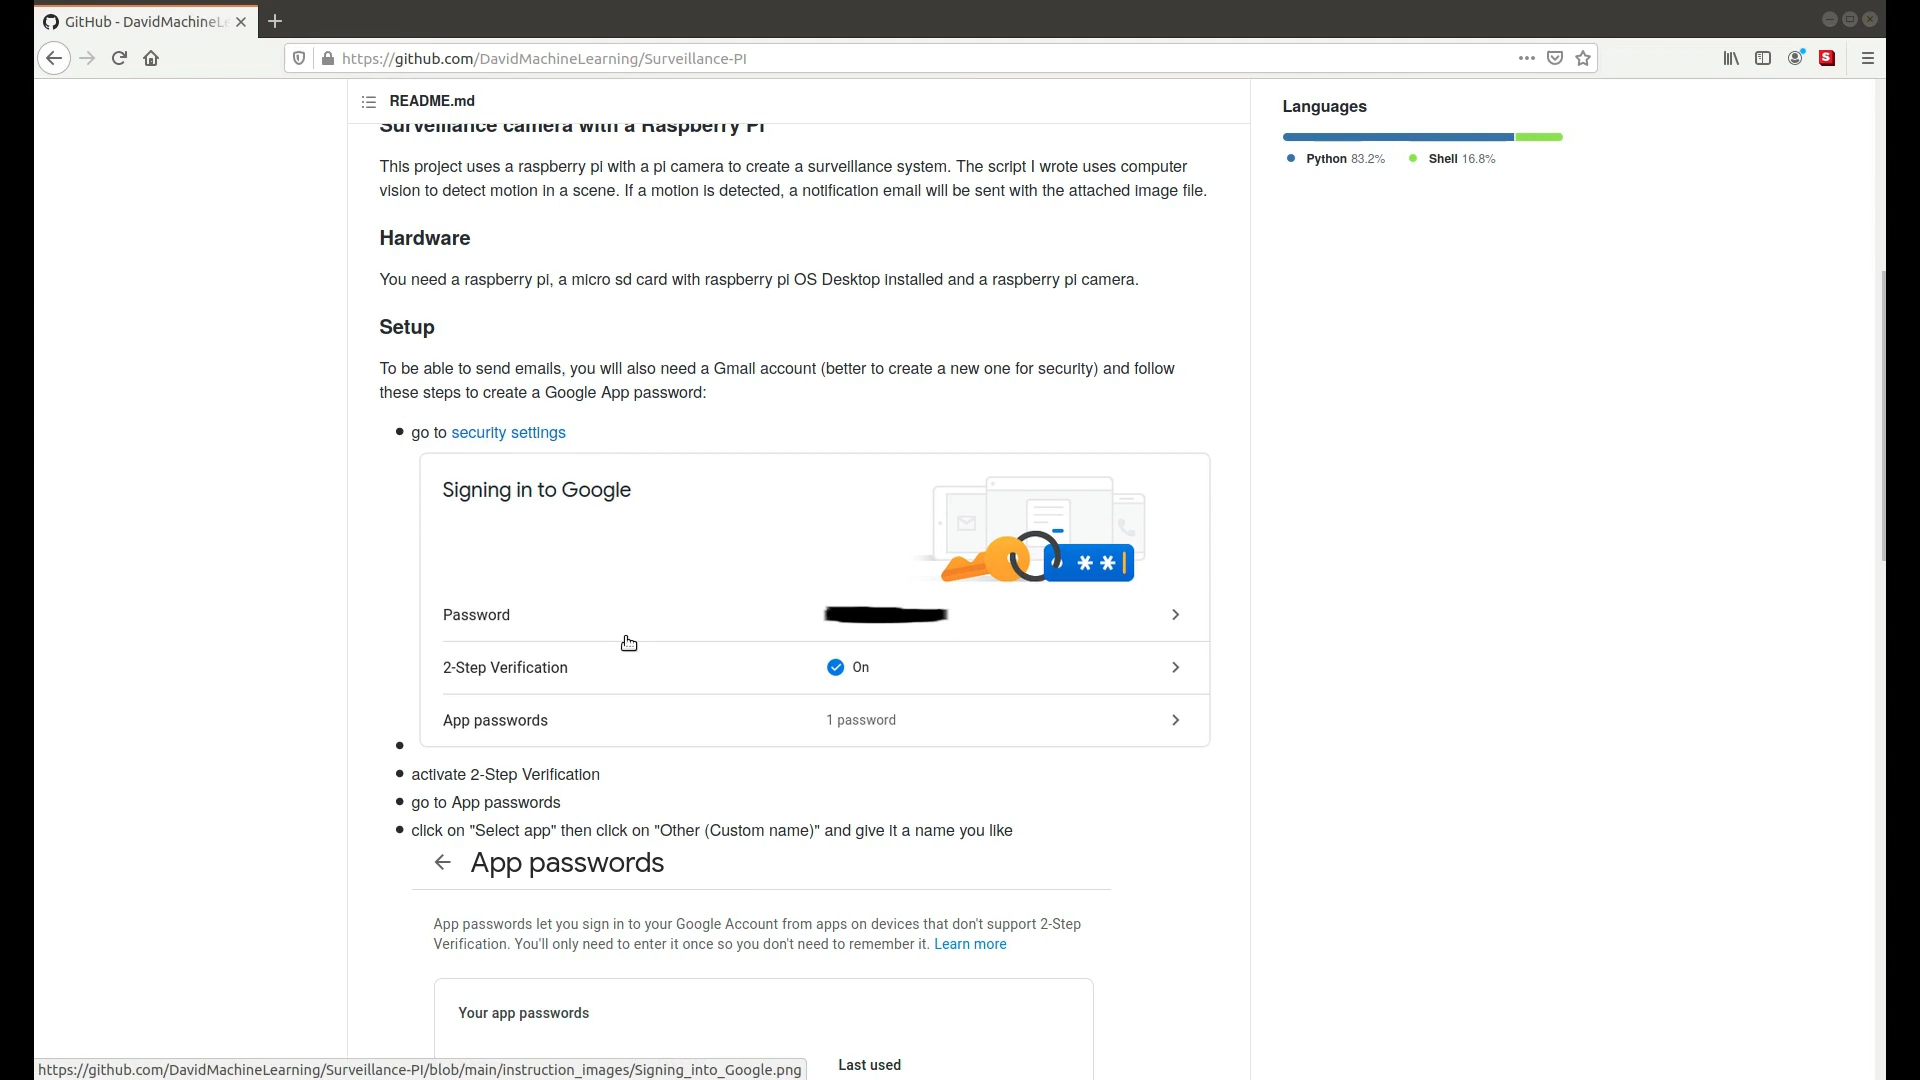 GitHub - DavidMachineLe
https://github.com/DavidMachineLearning/Surveillance-PI
S
README.md
Surveillance camera with a Raspberry Pi
This project uses a raspberry pi with a pi camera to create a surveillance system. The script I wrote uses computer
vision to detect motion in a scene. If a motion is detected, a notification email will be sent with the attached image file.
Hardware
You need a raspberry pi, a micro sd card with raspberry pi OS Desktop installed and a raspberry pi camera.
Setup
To be able to send emails, you will also need a Gmail account (better to create a new one for security) and follow
these steps to create a Google App password:
go to security settings
Signing in to Google
**
Password
2-Step Verification On
App passwords 1 password
activate 2-Step Verification
go to App passwords
click on "Select app" then click on "Other (Custom name)" and give it a name you like
App passwords
App passwords let you sign in to your Google Account from apps on devices that don't support 2-Step
Verification. You'll only need to enter it once so you don't need to remember it. Learn more
Your app passwords
Last used
Languages
Python 83.2% Shell 16.8%
https://github.com/DavidMachineLearning/Surveillance-PI/blob/main/instruction_images/Signing_into_Google.png